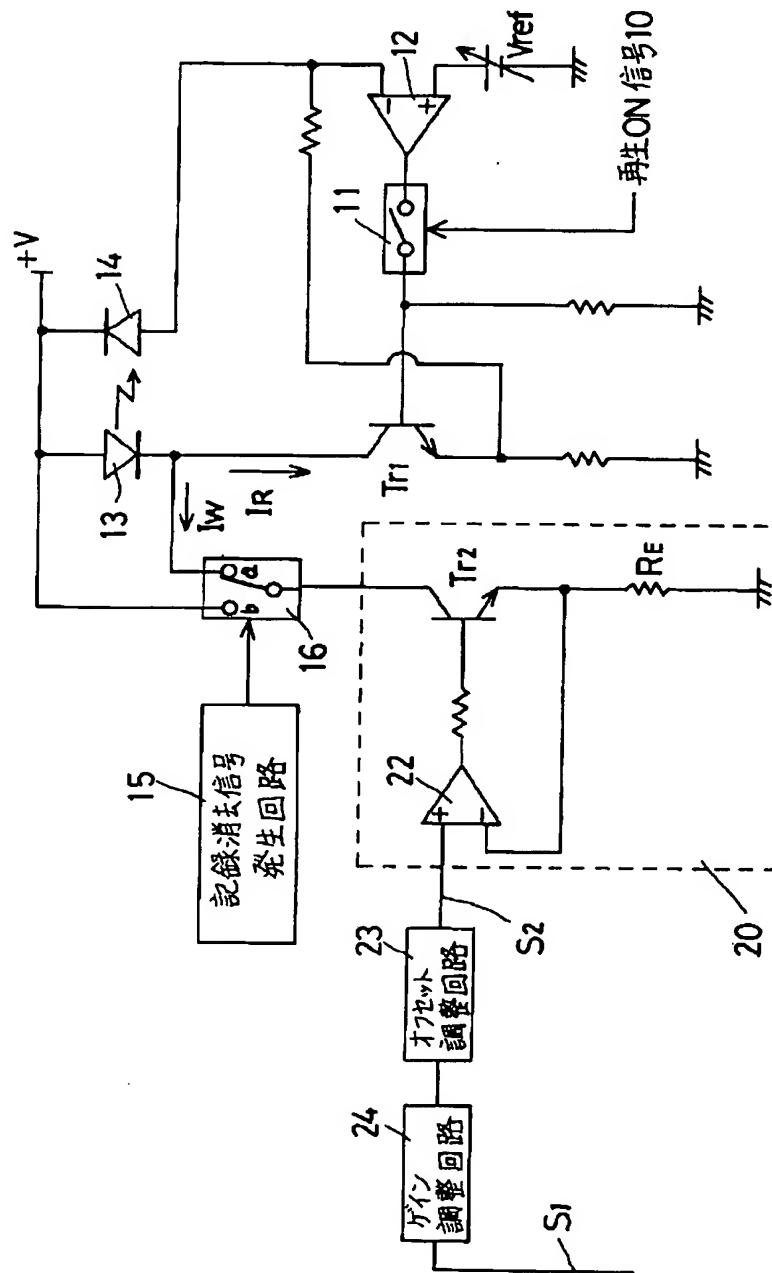 +V
14
13
12
Vref
11
再生ON信号10
IW
IR
Tr1
b
a
16
15
記録消去信号
発生回路
Tr2
RE
22
+
−
−
+
20
S2
23
オフセット
調整回路
24
ゲイン
調整回路
S1